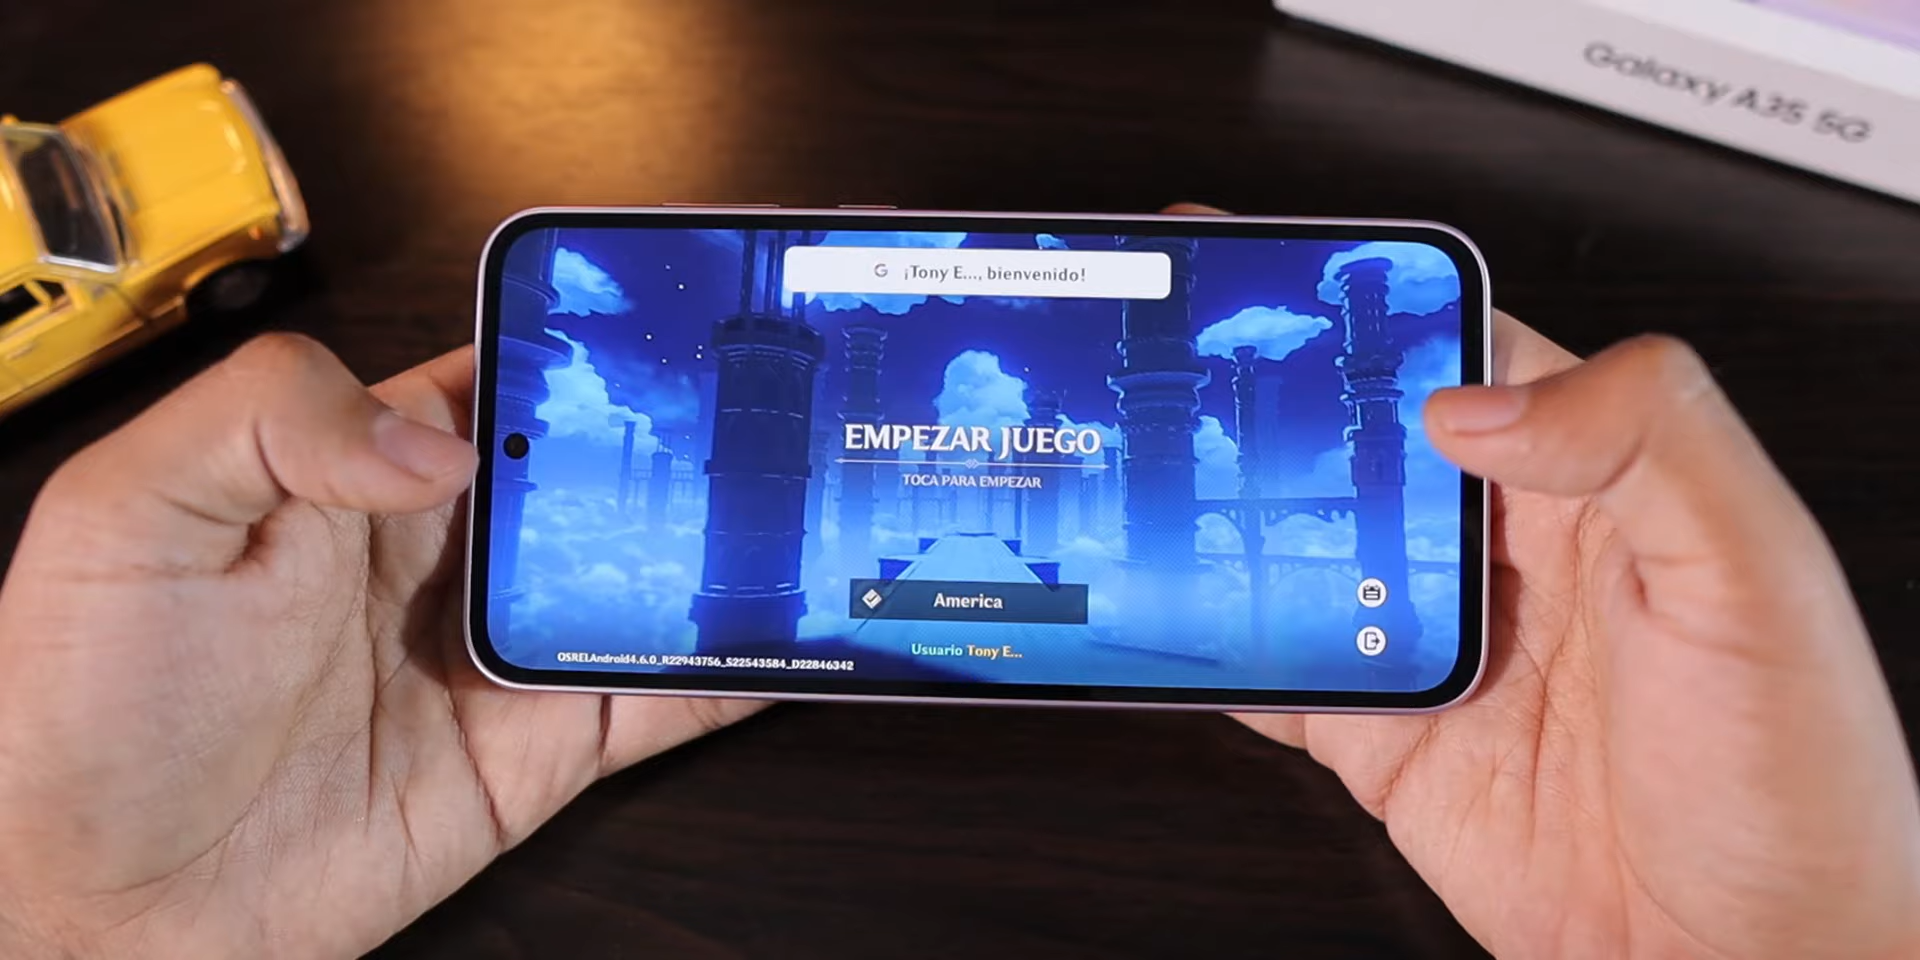 Galaxy A35 5G
G ¡Tony E..., bienvenido!
EMPEZAR JUEGO
TOCA PARA EMPEZAR
America
Usuario Tony E...
OSRELAndroid4.6.0_R22943756_S22543584_D22846342